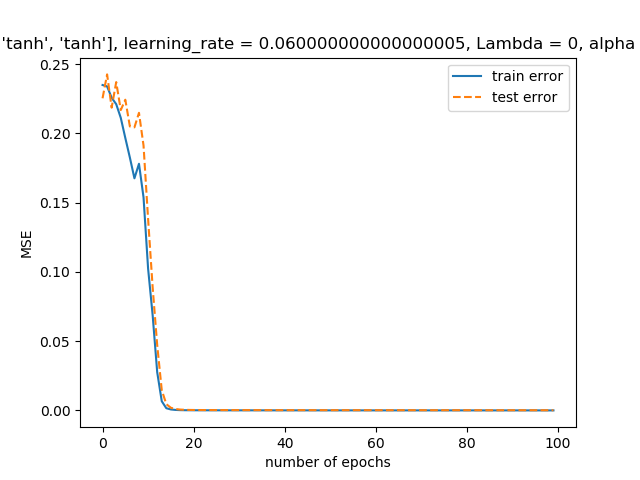 'tanh', 'tanh'], learning_rate = 0.060000000000000005, Lambda = 0, alpha
train error
test error
0.25
0.20
0.15
0.10
0.05
0.00
MSE
0 20 40 60 80 100
number of epochs